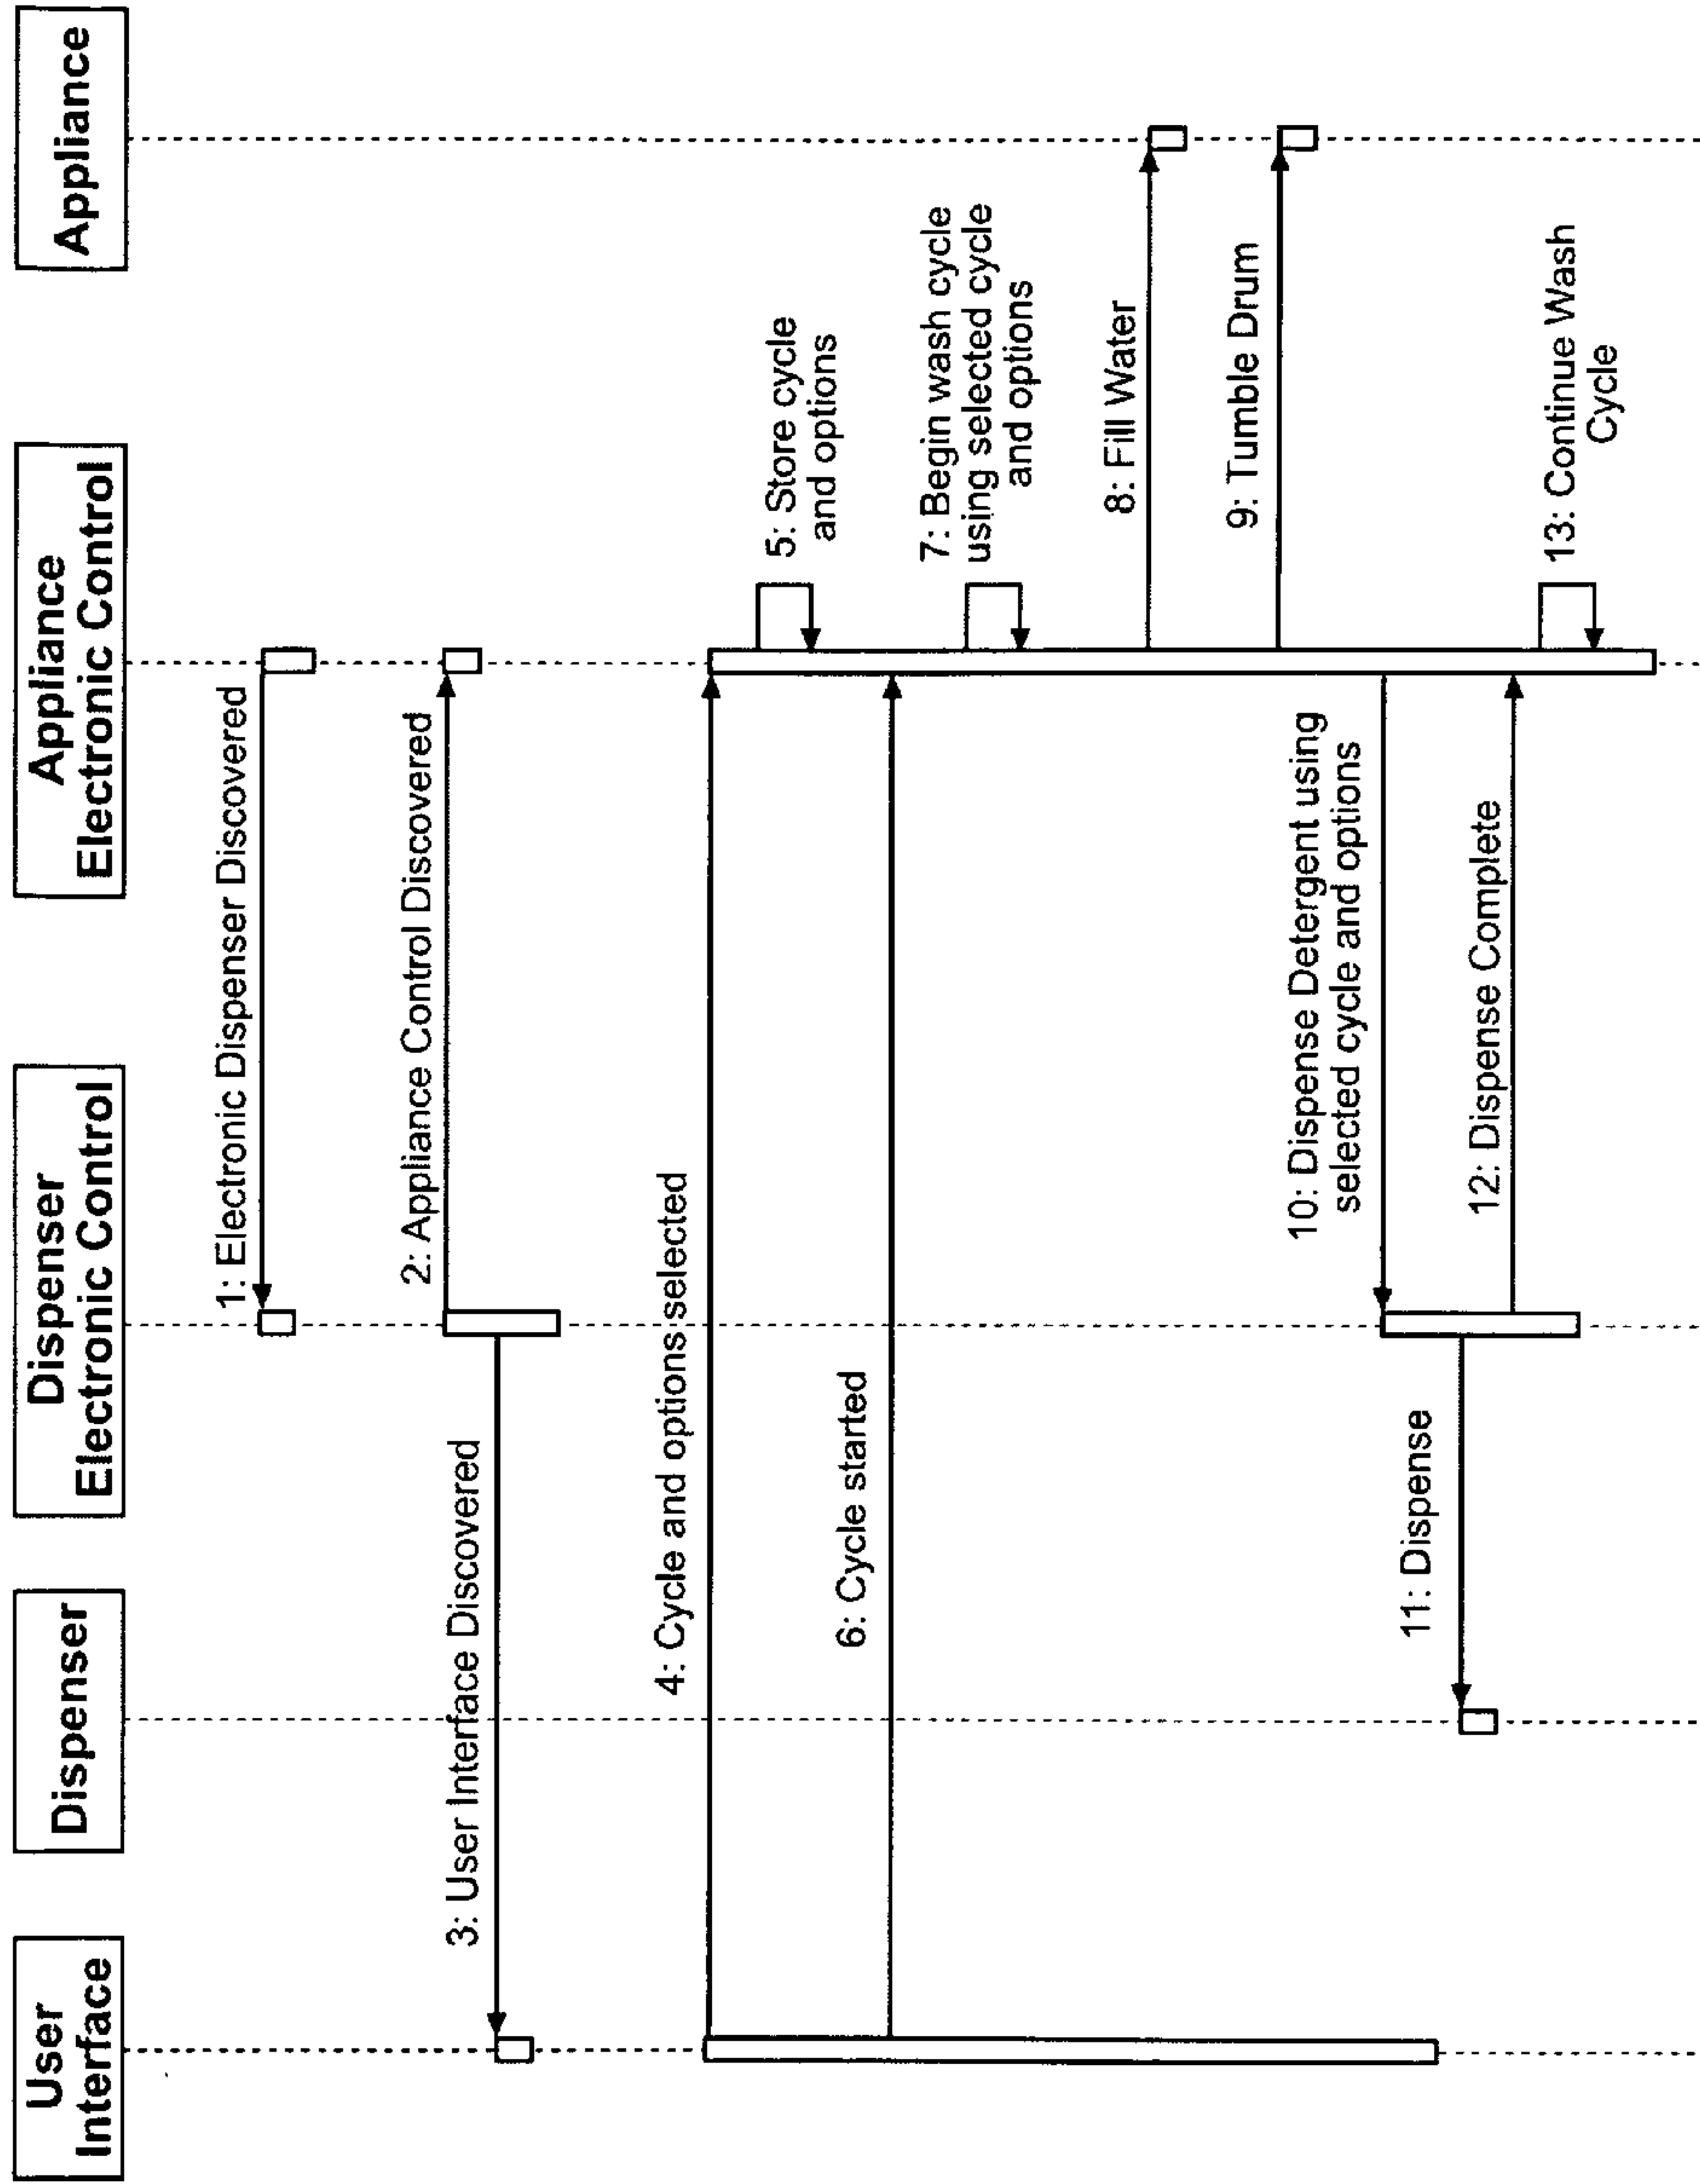 User
Interface
Dispenser
Dispenser
Electronic Control
Appliance
Electronic Control
Appliance
1: Electronic Dispenser Discovered
2: Appliance Control Discovered
3: User Interface Discovered
4: Cycle and options selected
5: Store cycle
and options
6: Cycle started
7: Begin wash cycle
using selected cycle
and options
8: Fill Water
9: Tumble Drum
10: Dispense Detergent using
selected cycle and options
11: Dispense
12: Dispense Complete
13: Continue Wash
Cycle